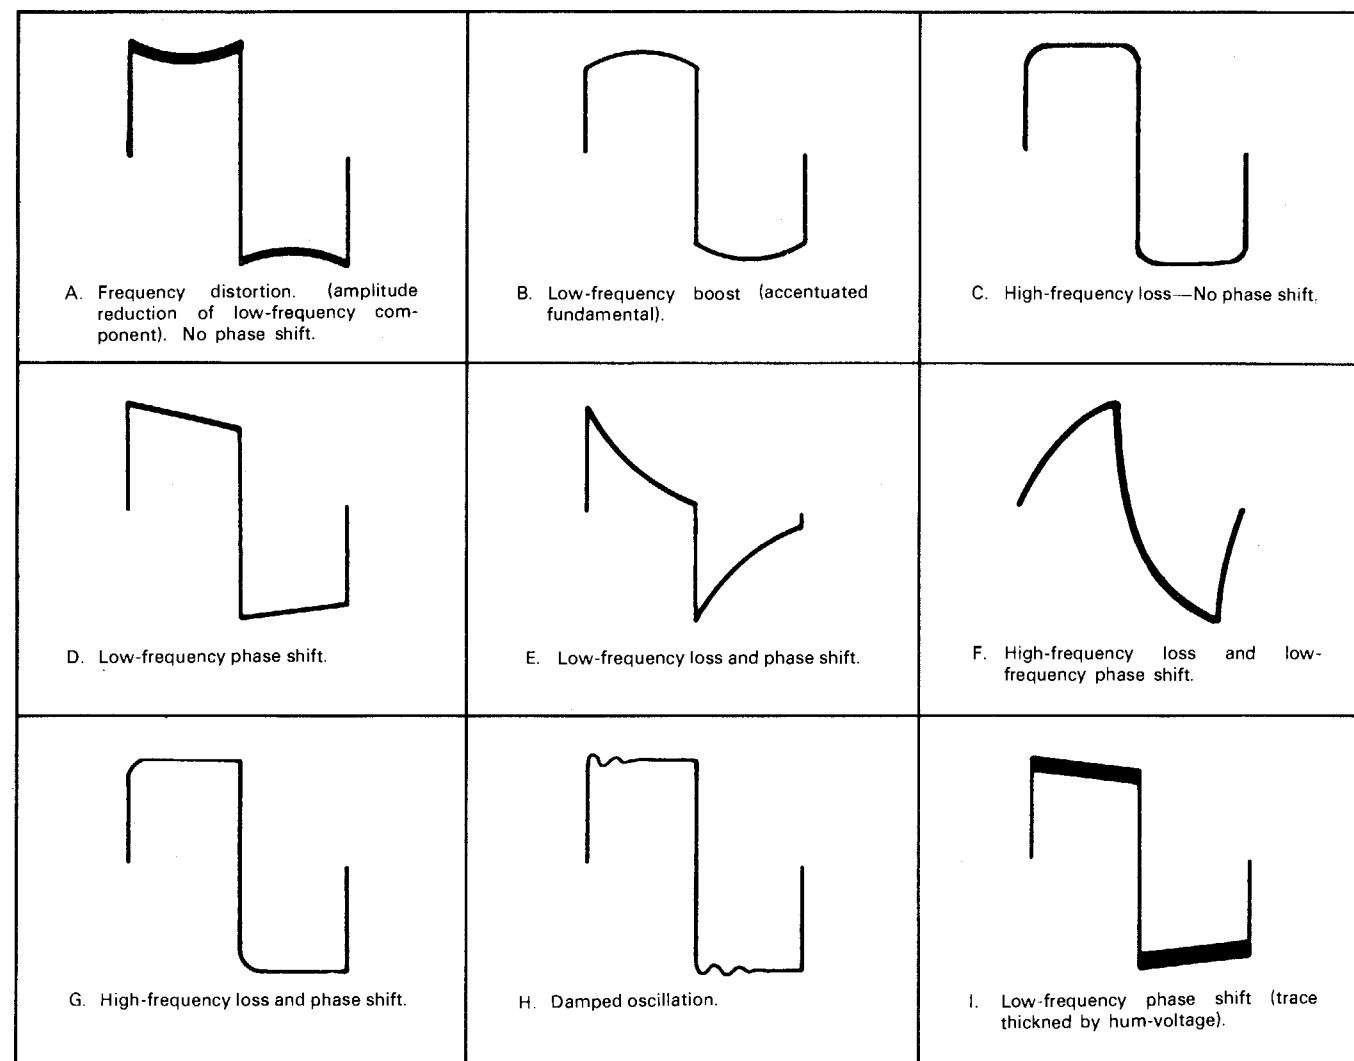 A. Frequency distortion. (amplitude
reduction of low-frequency com-
ponent). No phase shift.
B. Low-frequency boost (accentuated
fundamental).
C. High-frequency loss—No phase shift.
D. Low-frequency phase shift.
E. Low-frequency loss and phase shift.
F. High-frequency loss and low-
frequency phase shift.
G. High-frequency loss and phase shift.
H. Damped oscillation.
I. Low-frequency phase shift (trace
thickned by hum-voltage).